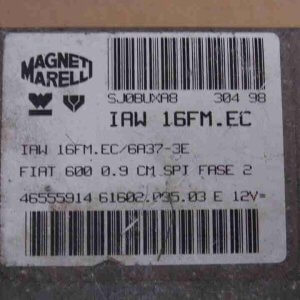 MAGNETI
MARELLI
SJ0BUXA8 304 98
IAW 16FM.EC
IAW 16FM.EC/6A37-3E
FIAT 600 0.9 CM SPI FASE 2
46555914 61602.095.03 E 12V=